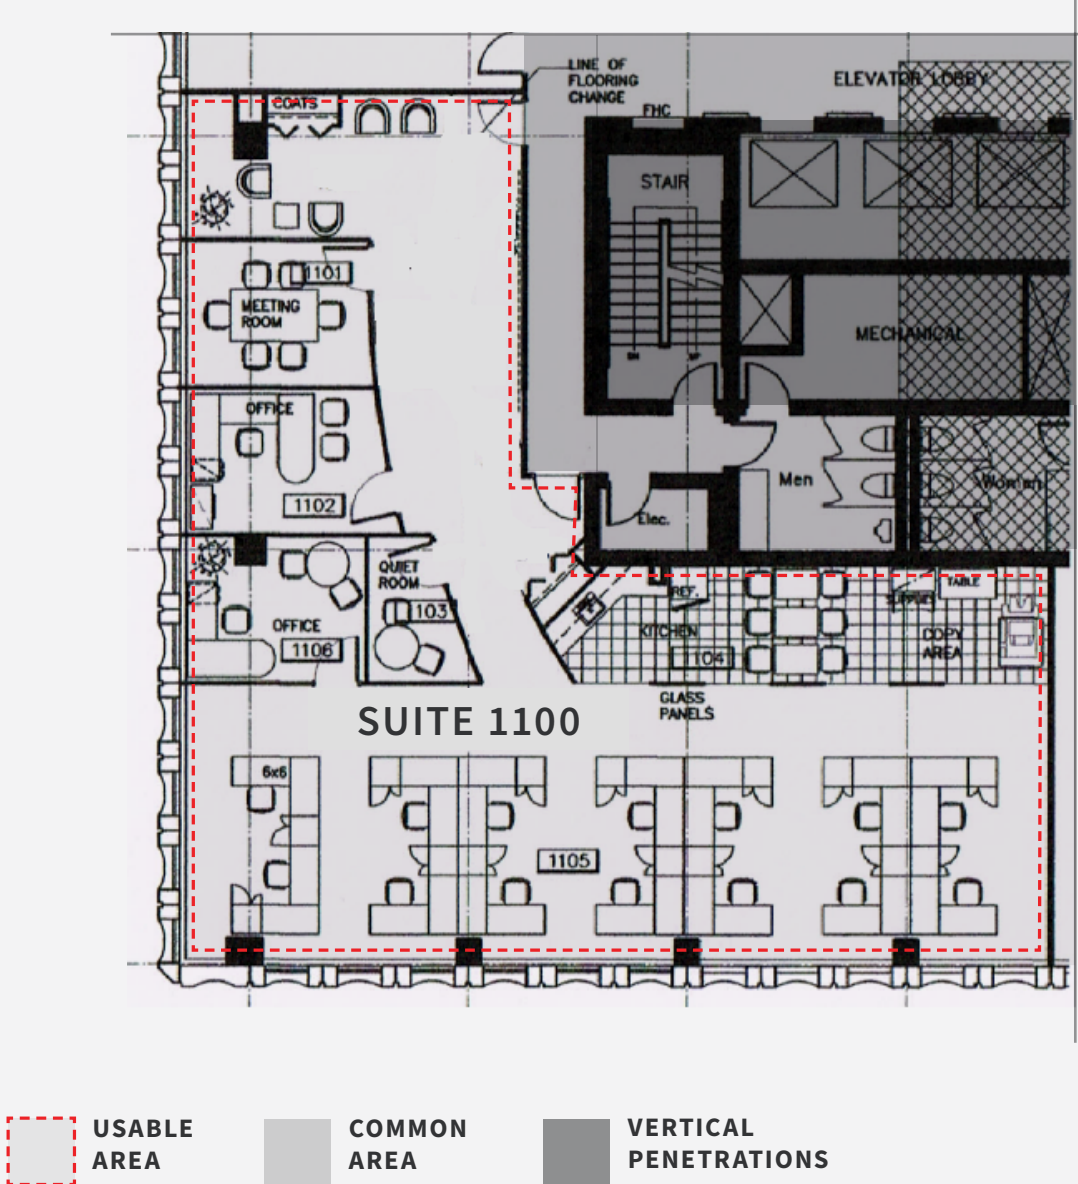 LINE OF
FLOORING
CHANGE
ELEVATOR LOBBY
COATS
FHC
STAIR
1101
MEETING
ROOM
MECHANICAL
OFFICE
1102
Men
Women
Elec.
QUIET
ROOM
1103
OFFICE
1106
REF.
TABLE
KITCHEN
1104
COPY
AREA
GLASS
PANELS
SUITE 1100
6x6
1105
USABLE
AREA
COMMON
AREA
VERTICAL
PENETRATIONS